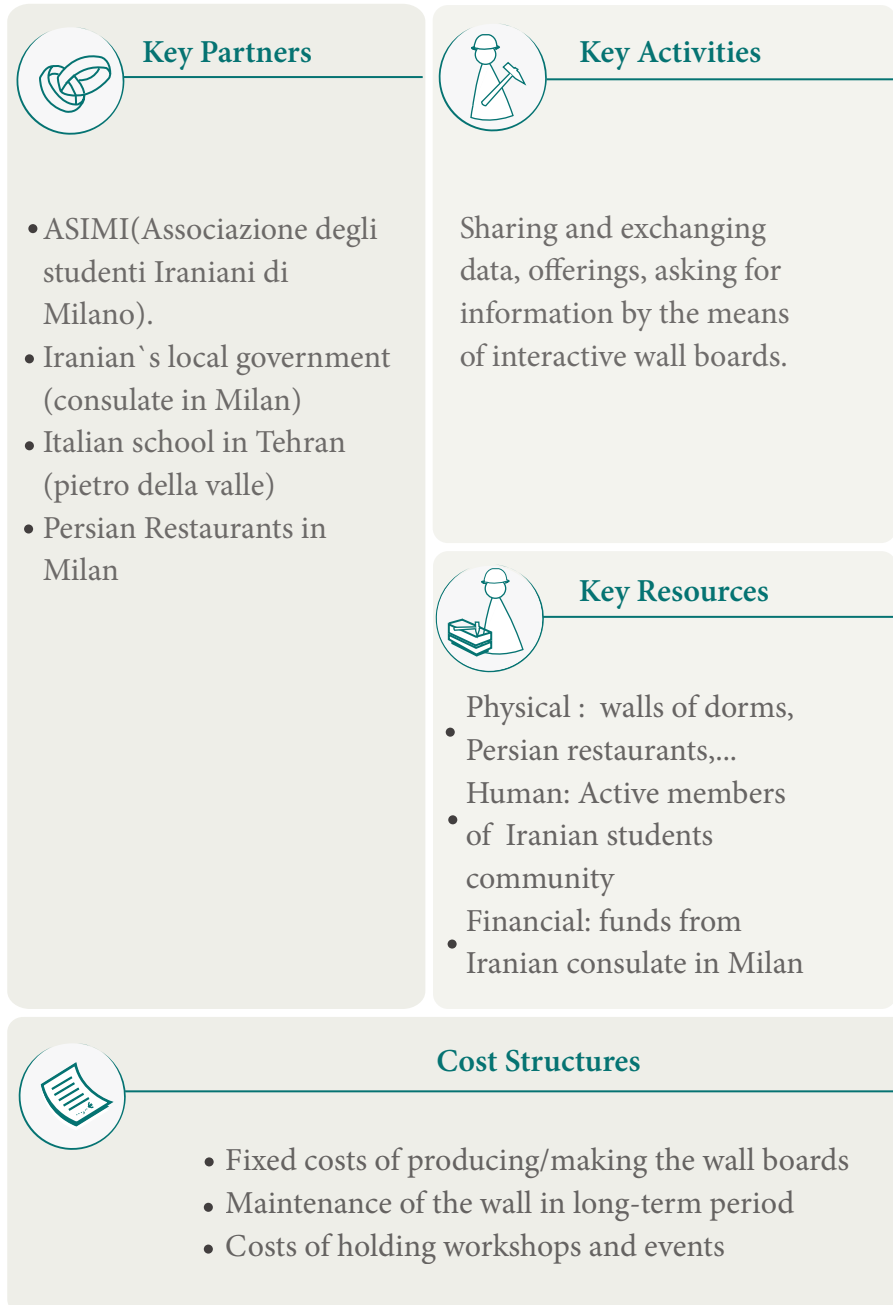 Key Partners
• ASIMI(Associazione degli
studenti Iraniani di
Milano).
• Iranian`s local government
(consulate in Milan)
• Italian school in Tehran
(pietro della valle)
• Persian Restaurants in
Milan
Key Activities
Sharing and exchanging
data, offerings, asking for
information by the means
of interactive wall boards.
Key Resources
• Physical : walls of dorms,
Persian restaurants,...
• Human: Active members
of Iranian students
community
• Financial: funds from
Iranian consulate in Milan
Cost Structures
• Fixed costs of producing/making the wall boards
• Maintenance of the wall in long-term period
• Costs of holding workshops and events